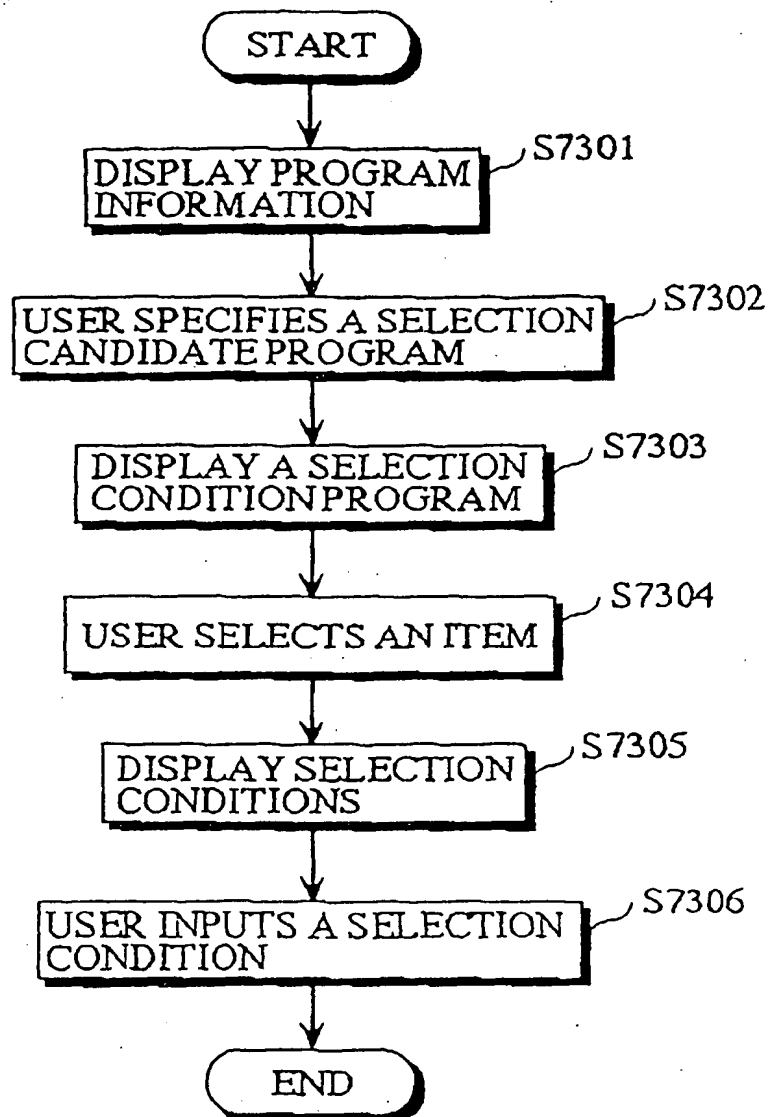 START
DISPLAY PROGRAM
INFORMATION
S7301
USER SPECIFIES A SELECTION
CANDIDATE PROGRAM
S7302
DISPLAY A SELECTION
CONDITION PROGRAM
S7303
USER SELECTS AN ITEM
S7304
DISPLAY SELECTION
CONDITIONS
S7305
USER INPUTS A SELECTION
CONDITION
S7306
END